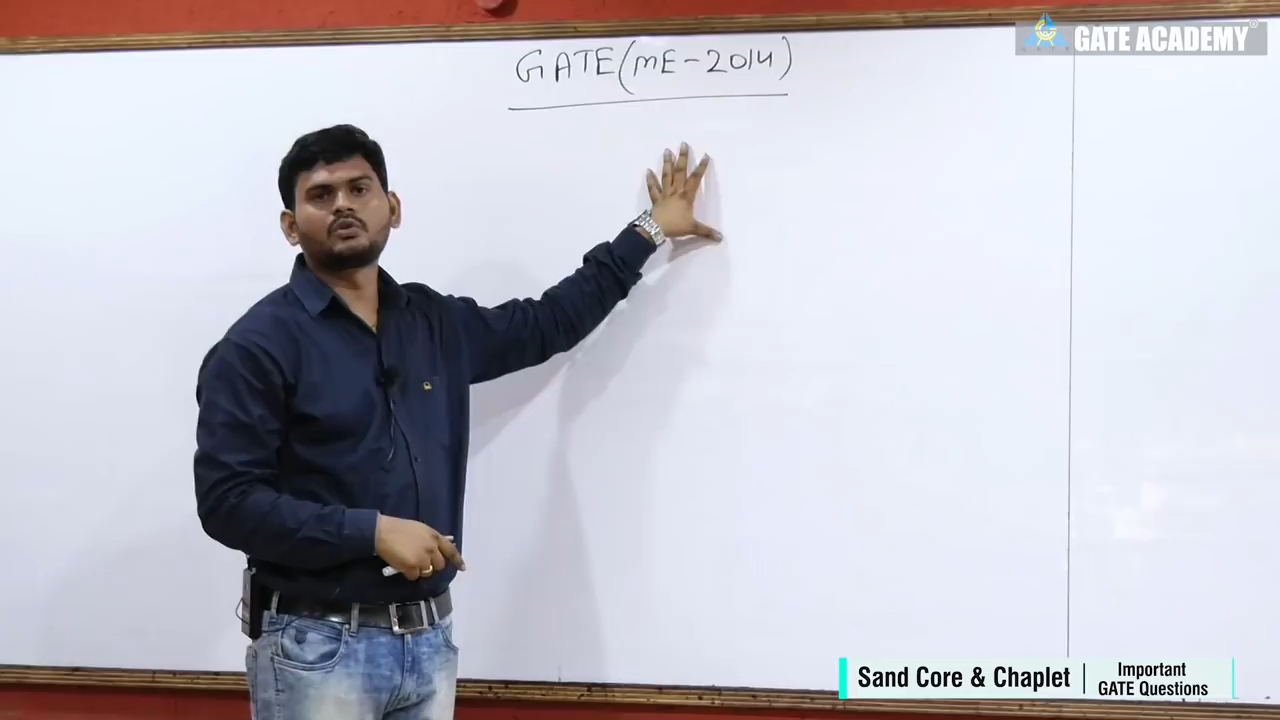 GATE ACADEMY®
GATE(ME-2014)
Sand Core & Chaplet
Important
GATE Questions